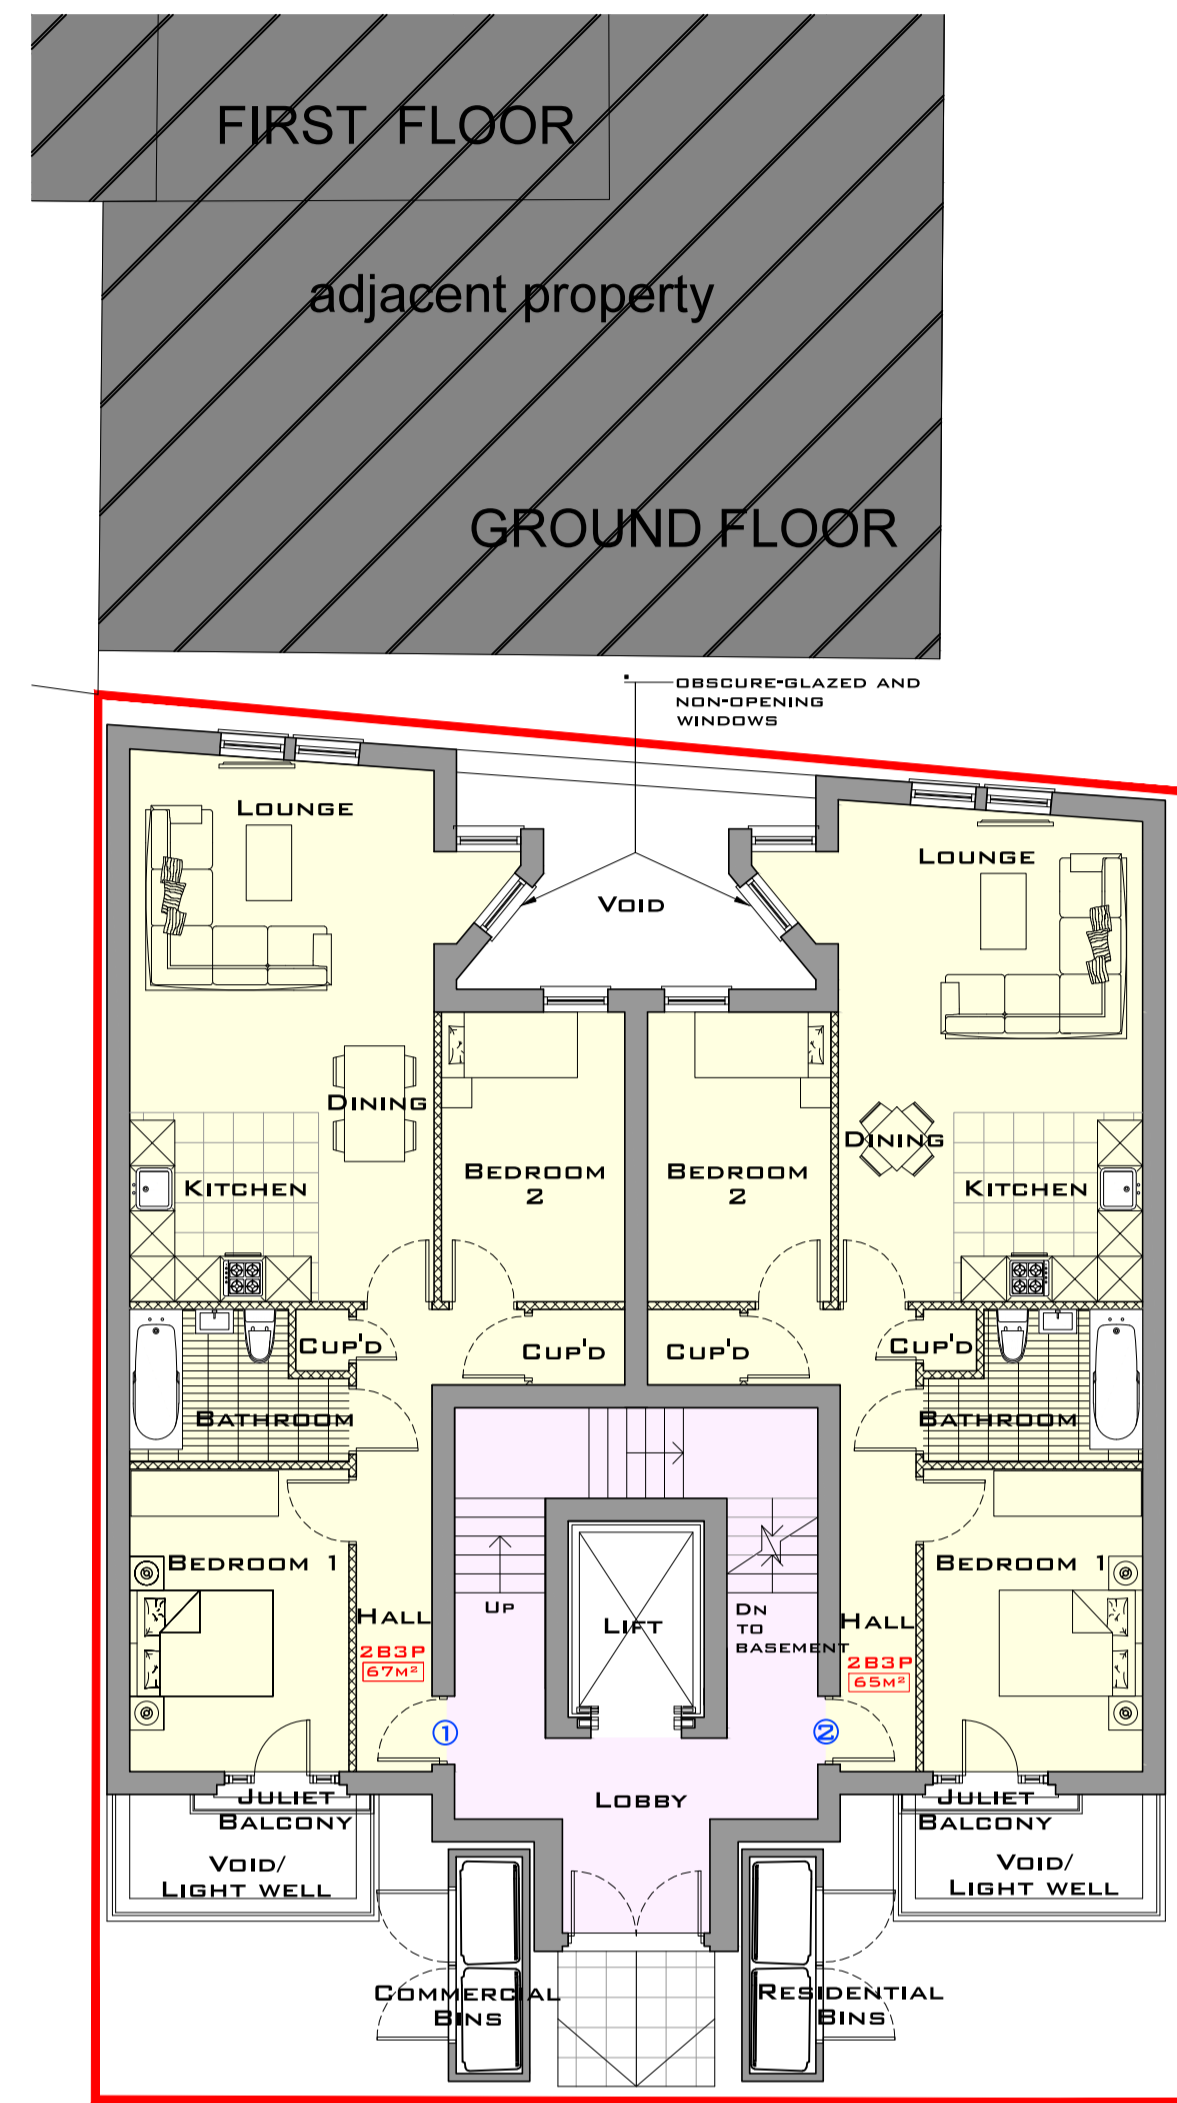 FIRST FLOOR
adjacent property
GROUND FLOOR
OBSCURE-GLAZED AND
NON-OPENING
WINDOWS
LOUNGE
LOUNGE
VOID
DINING
DINING
BEDROOM
2
BEDROOM
2
KITCHEN
KITCHEN
CUP'D
CUP'D
CUP'D
CUP'D
BATHROOM
BATHROOM
BEDROOM 1
BEDROOM 1
UP
LIFT
DN
TO
BASEMENT
HALL
2B3P
67M²
HALL
2B3P
65M²
1
2
LOBBY
JULIET
BALCONY
JULIET
BALCONY
VOID/
LIGHT WELL
VOID/
LIGHT WELL
COMMERCIAL
BINS
RESIDENTIAL
BINS